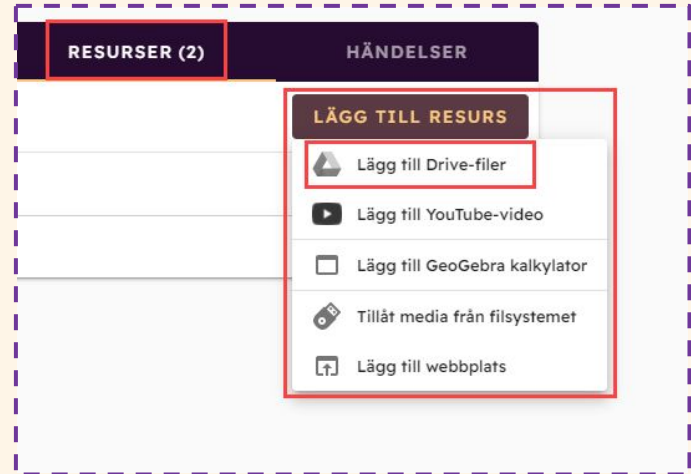 RESURSER (2)
HÄNDELSER
LÄGG TILL RESURS
Lägg till Drive-filer
Lägg till YouTube-video
Lägg till GeoGebra kalkylator
Tillåt media från filsystemet
Lägg till webbplats